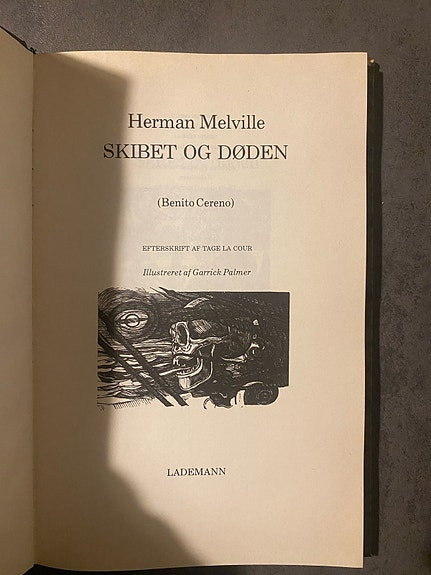 Herman Melville
SKIBET OG DØDEN
(Benito Cereno)
EFTERSKRIFT AF TAGE LA COUR
Illustreret af Garrick Palmer
LADEMANN